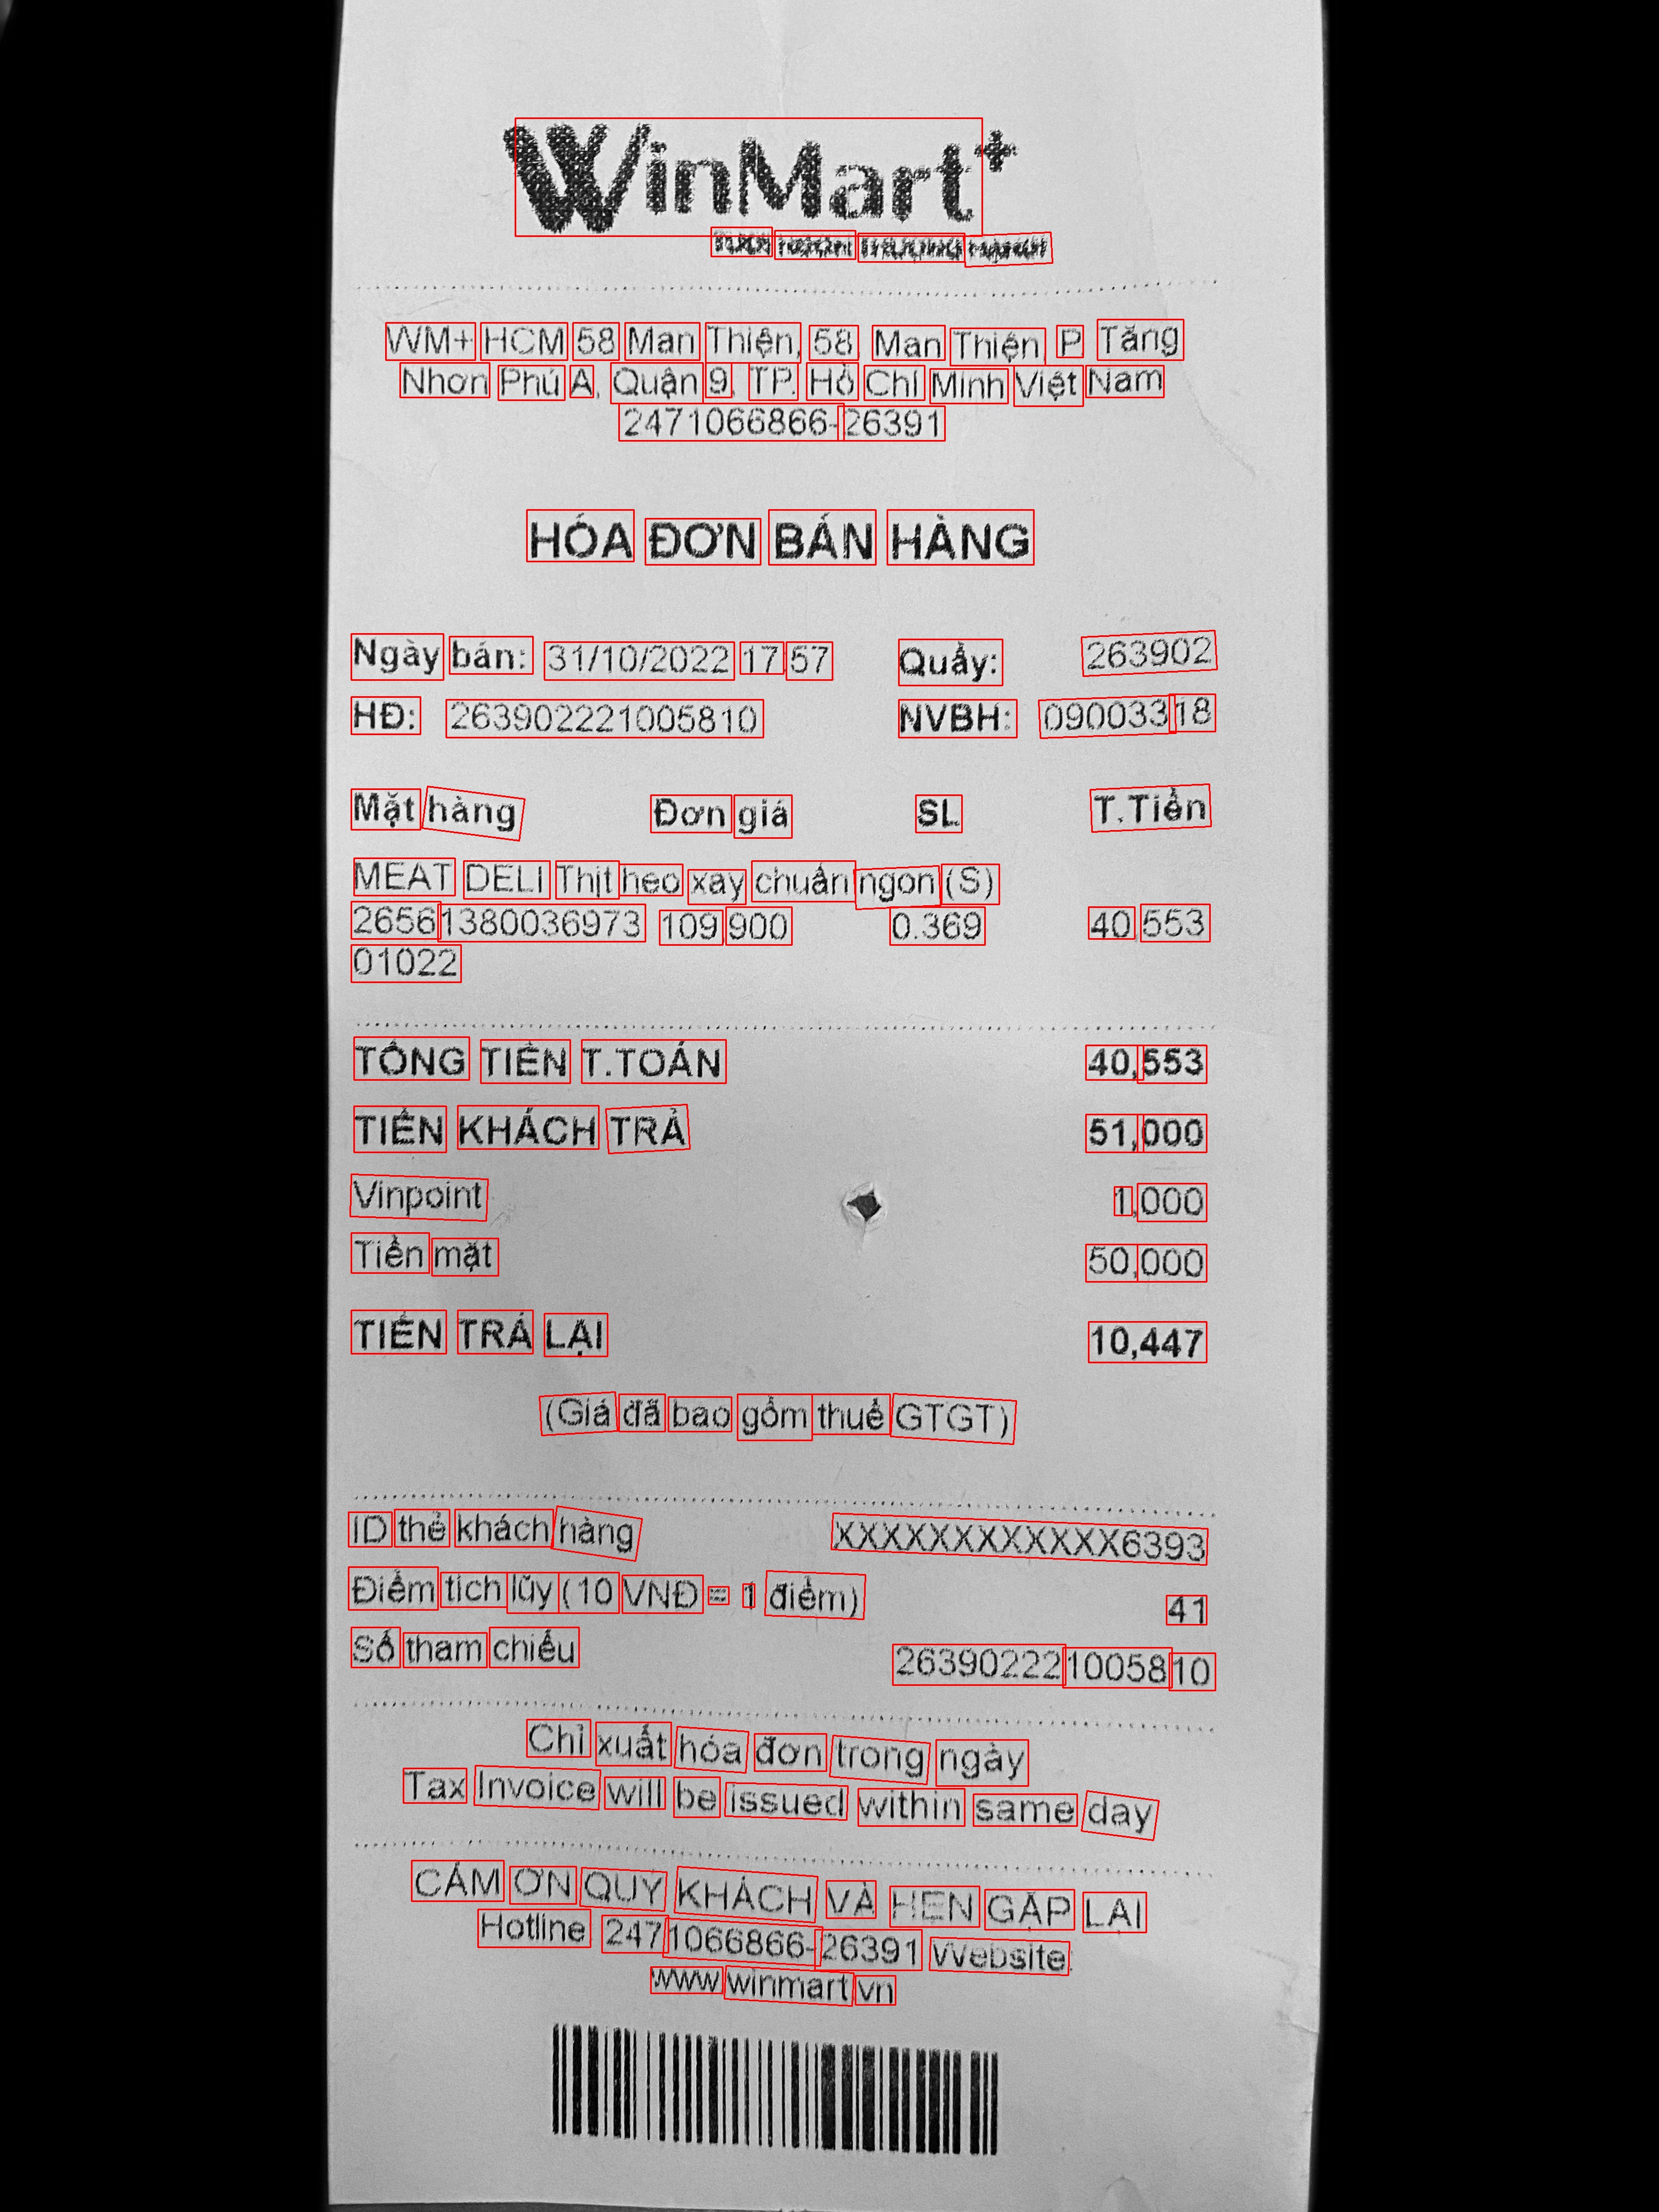 WinMart+
WM+ HCM 58 Man Thiện, 58 Man Thiện, P. Tăng
Nhơn Phú A, Quận 9, TP. Hồ Chí Minh Việt Nam
2471066866-26391
HÓA ĐƠN BÁN HÀNG
Ngày bán: 31/10/2022 17:57 Quầy: 263902
HĐ: 263902221005810 NVBH: 09003318
Mặt hàng Đơn giá SL T.Tiền
MEAT DELI Thịt heo xay chuẩn ngon (S)
26561380036973 109,900 0.369 40,553
01022
TỔNG TIỀN T.TOÁN 40,553
TIỀN KHÁCH TRẢ 51,000
Vinpoint 1,000
Tiền mặt 50,000
TIỀN TRẢ LẠI 10,447
(Giá đã bao gồm thuế GTGT)
ID thẻ khách hàng XXXXXXXXXXXX6393
Điểm tích lũy (10 VNĐ = 1 điểm) 41
Số tham chiếu 263902221005810
Chỉ xuất hóa đơn trong ngày
Tax Invoice will be issued within same day
CẢM ƠN QUÝ KHÁCH VÀ HẸN GẶP LẠI
Hotline: 2471066866-26391 Website:
www.winmart.vn